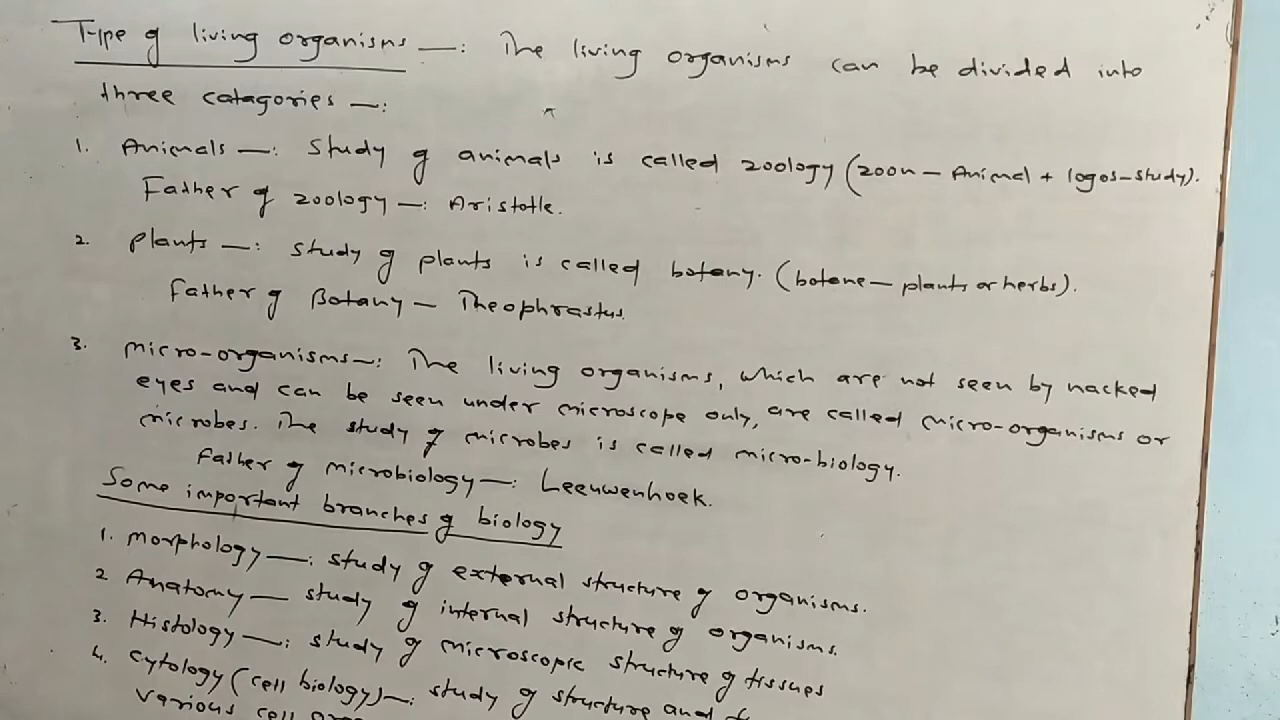 Type of living organisms —: The living organisms can be divided into
three catagories —:
1. Animals —: Study of animals is called zoology (zoon — Animal + logos - study).
Father of zoology —: Aristotle.
2. Plants —: study of plants is called botany. (botane — plants or herbs).
Father of Botany — Theophrastus.
3. micro-organisms —: The living organisms, which are not seen by nacked
eyes and can be seen under microscope only, are called micro-organisms or
microbes. The study of microbes is called micro-biology.
Father of microbiology —: Leeuwenhoek.
Some important branches of biology
1. Morphology —: study of external structure of organisms.
2 Anatomy — study of internal structure of organisms.
3. Histology —: study of microscopic structure of tissues
4. Cytology (cell biology) —: study of structure and
various cell